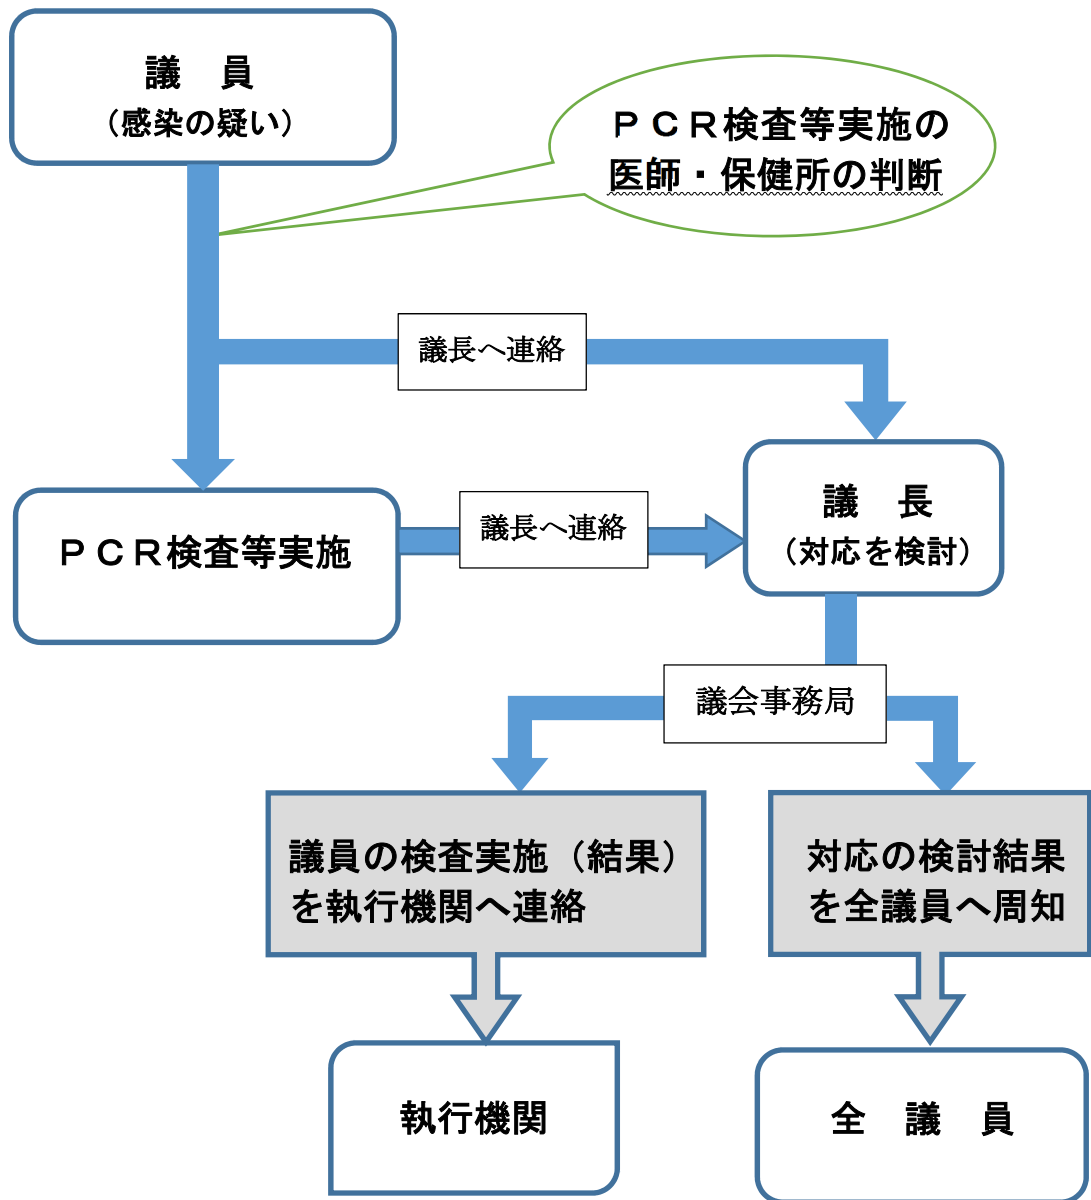 議　員
（感染の疑い）
ＰＣＲ検査等実施の
医師・保健所の判断
議長へ連絡
ＰＣＲ検査等実施
議長へ連絡
議　長
（対応を検討）
議会事務局
議員の検査実施（結果）
を執行機関へ連絡
対応の検討結果
を全議員へ周知
執行機関
全　議　員